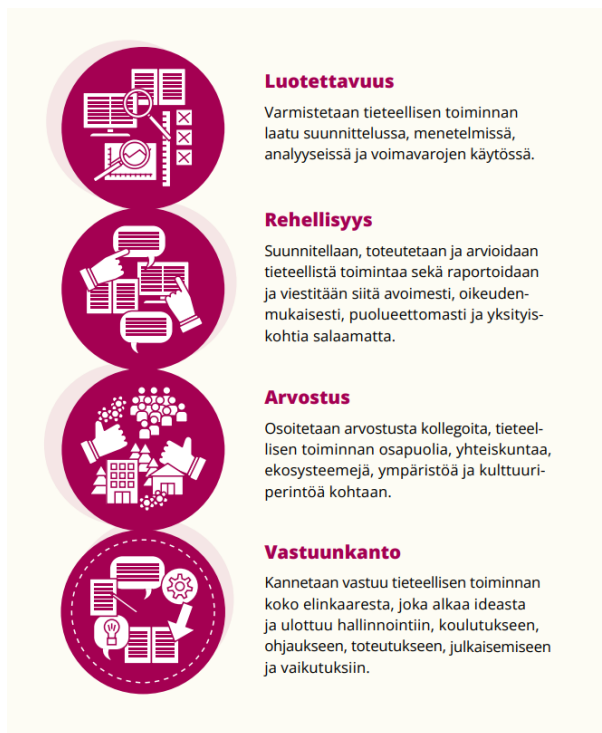 Luotettavuus
Varmistetaan tieteellisen toiminnan
laatu suunnittelussa, menetelmissä,
analyyseissä ja voimavarojen käytössä.
Rehellisyys
Suunnitellaan, toteutetaan ja arvioidaan
tieteellistä toimintaa sekä raportoidaan
ja viestitään siitä avoimesti, oikeuden-
mukaisesti, puolueettomasti ja yksityis-
kohtia salaamatta.
Arvostus
Osoitetaan arvostusta kollegoita, tieteel-
lisen toiminnan osapuolia, yhteiskuntaa,
ekosysteemejä, ympäristöä ja kulttuuri-
perintöä kohtaan.
Vastuunkanto
Kannetaan vastuu tieteellisen toiminnan
koko elinkaaresta, joka alkaa ideasta
ja ulottuu hallinnointiin, koulutukseen,
ohjaukseen, toteutukseen, julkaisemiseen
ja vaikutuksiin.